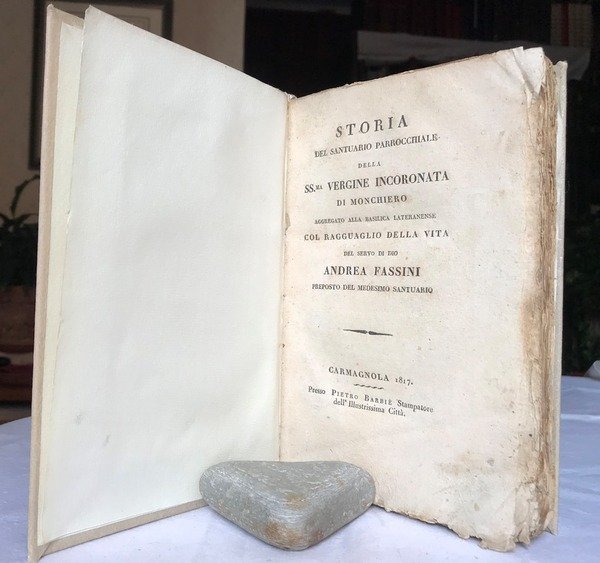 STORIA
DEL SANTUARIO PARROCCHIALE
DELLA
SS.MA VERGINE INCORONATA
DI MONCHIERO
AGGREGATO ALLA BASILICA LATERANENSE
COL RAGGUAGLIO DELLA VITA
DEL SERVO DI DIO
ANDREA FASSINI
PREPOSTO DEL MEDESIMO SANTUARIO
CARMAGNOLA 1817.
Presso PIETRO BARBIÈ Stampatore
dell' Illustrissima Città.